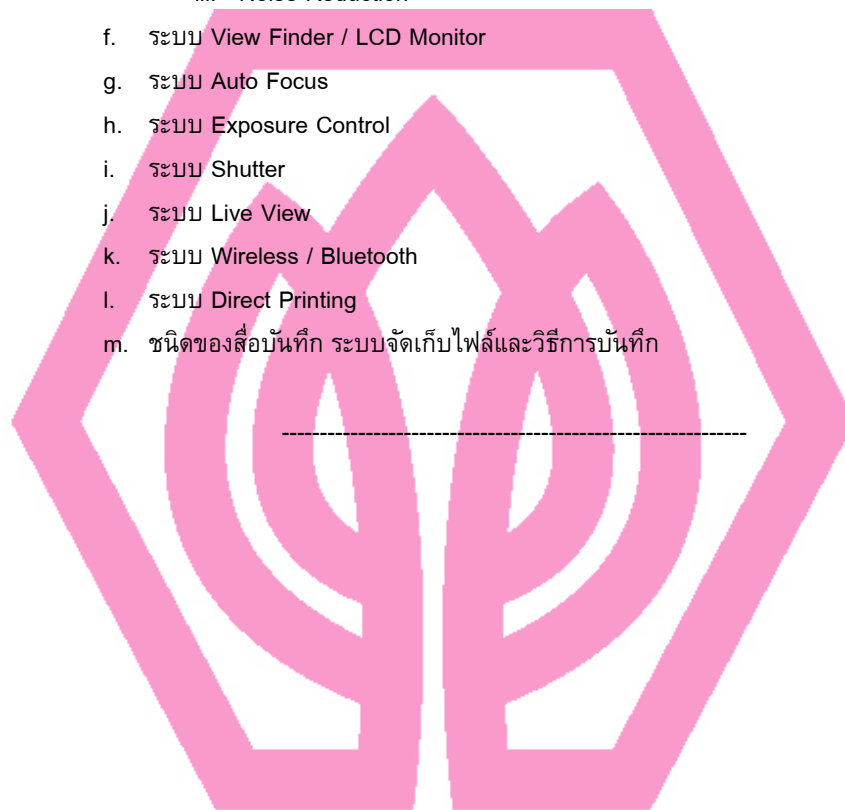 f. ระบบ View Finder / LCD Monitor
g. ระบบ Auto Focus
h. ระบบ Exposure Control
i. ระบบ Shutter
j. ระบบ Live View
k. ระบบ Wireless / Bluetooth
l. ระบบ Direct Printing
m. ชนิดของสื่อบันทึก ระบบจัดเก็บไฟล์และวิธีการบันทึก
-------------------------------------------------------------